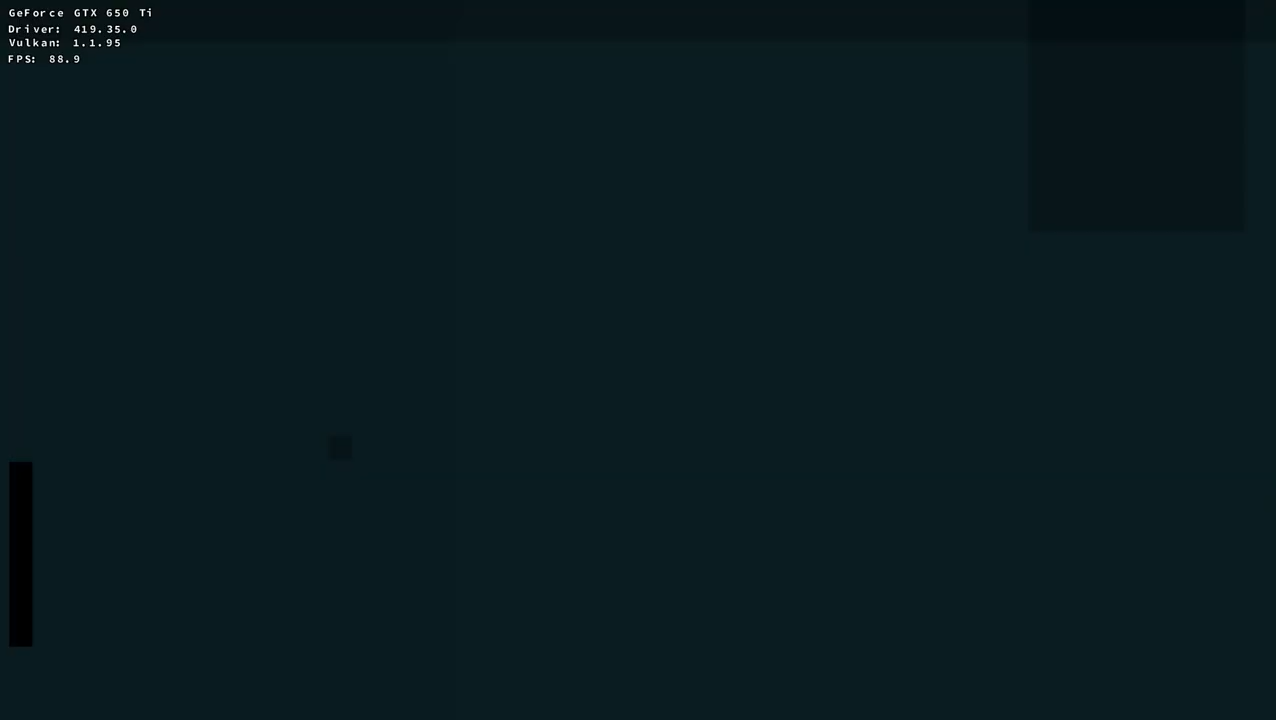 GeForce GTX 650 Ti
Driver: 419.35.0
Vulkan: 1.1.95
FPS: 88.9